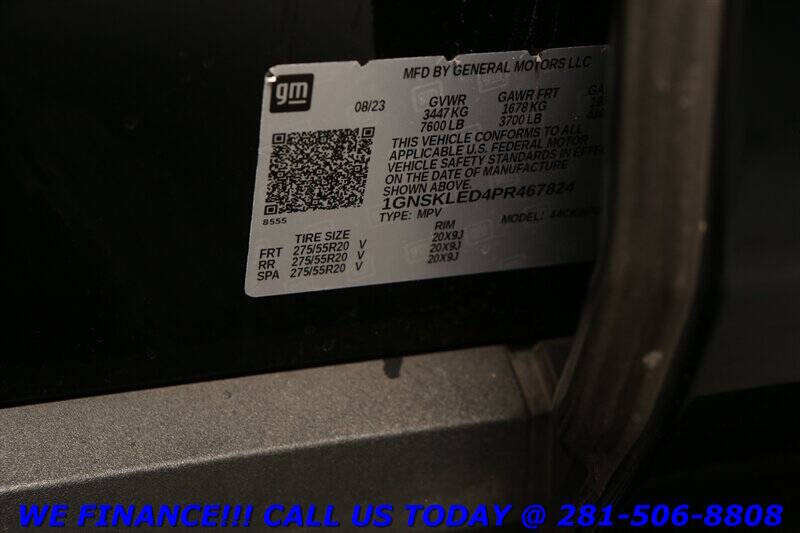 MFD BY GENERAL MOTORS LLC
gm
08/23 GVWR GAWR FRT
3447 KG 1678 KG
7600 LB 3700 LB
THIS VEHICLE CONFORMS TO ALL
APPLICABLE U.S. FEDERAL MOTOR
VEHICLE SAFETY STANDARDS IN
ON THE DATE OF MANUFACTURE
SHOWN ABOVE.
1GNSKLED4PR467824
8555
TYPE: MPV MODEL:
TIRE SIZE RIM
FRT 275/55R20 V 20X9J
RR 275/55R20 V 20X9J
SPA 275/55R20 V 20X9J
WE FINANCE!!! CALL US TODAY @ 281-506-8808